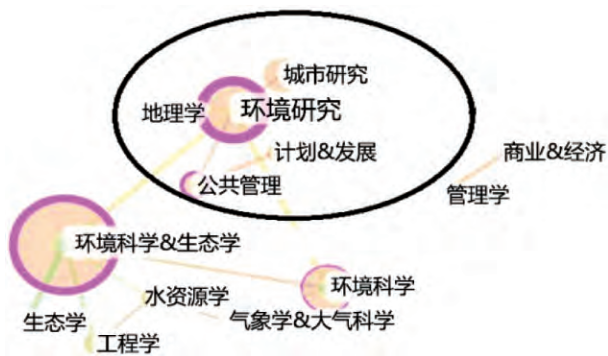 城市研究
地理学
环境研究
计划&发展
公共管理
商业&经济
管理学
环境科学&生态学
环境科学
水资源学
生态学
气象学&大气科学
工程学